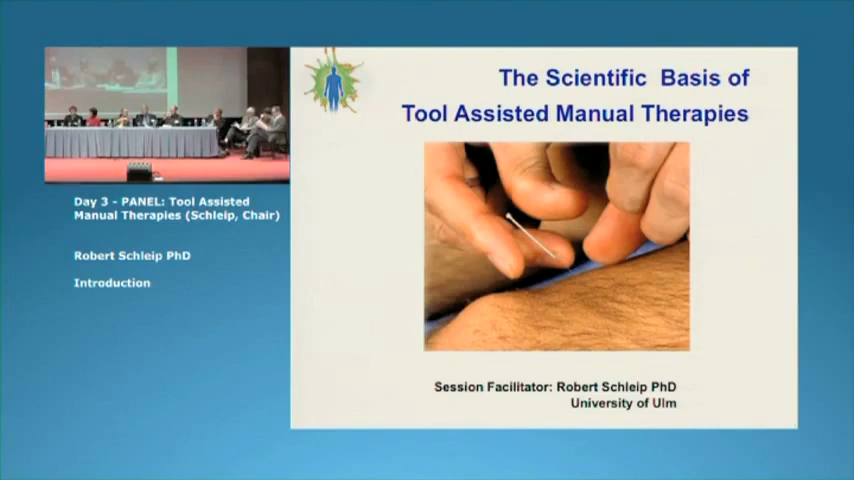 Day 3 - PANEL: Tool Assisted
Manual Therapies (Schleip, Chair)
Robert Schleip PhD
Introduction
The Scientific Basis of
Tool Assisted Manual Therapies
Session Facilitator: Robert Schleip PhD
University of Ulm